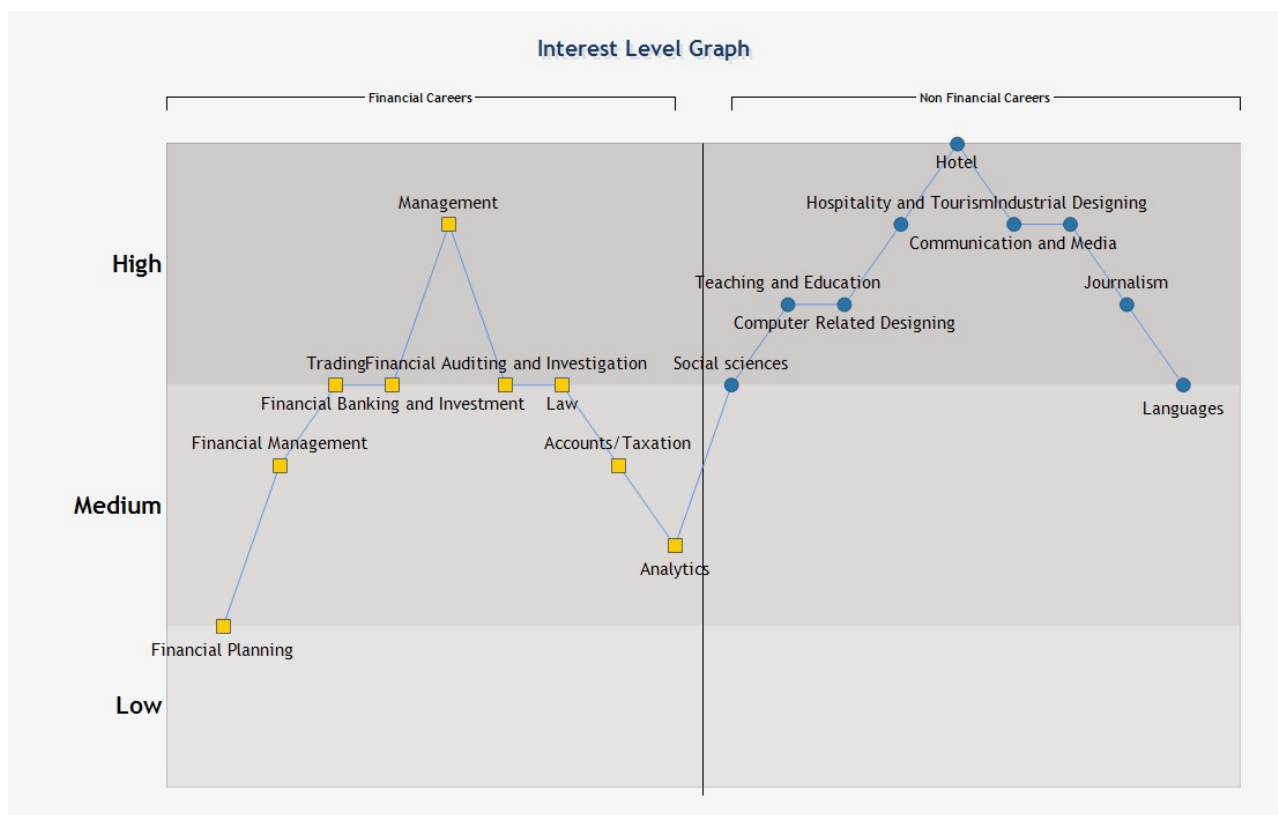 Interest Level Graph
Financial Careers
Non Financial Careers
Hotel
Management
Hospitality and Tourism
Industrial Designing
Communication and Media
High
Teaching and Education
Journalism
Computer Related Designing
Trading
Financial Auditing and Investigation
Social sciences
Financial Banking and Investment
Law
Languages
Financial Management
Accounts/Taxation
Medium
Analytics
Financial Planning
Low